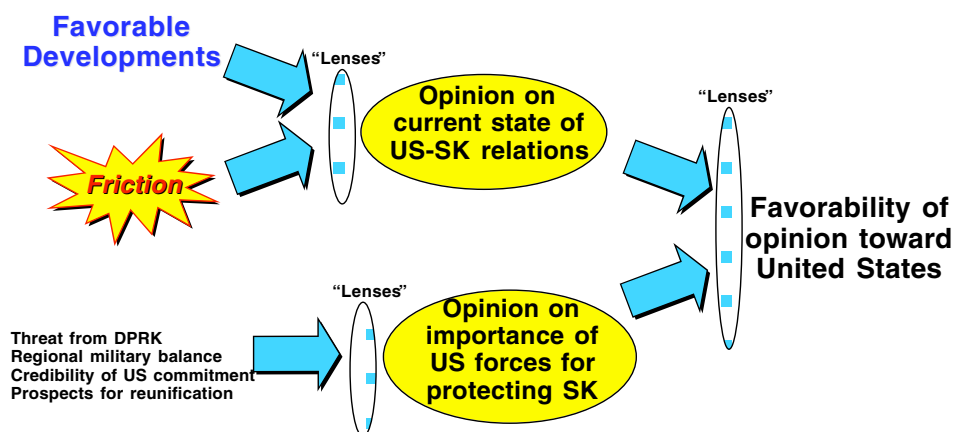 Favorable
Developments
“Lenses”
Opinion on
current state of
US-SK relations
Friction
“Lenses”
Favorability of
opinion toward
United States
“Lenses”
Opinion on
importance of
US forces for
protecting SK
Threat from DPRK
Regional military balance
Credibility of US commitment
Prospects for reunification